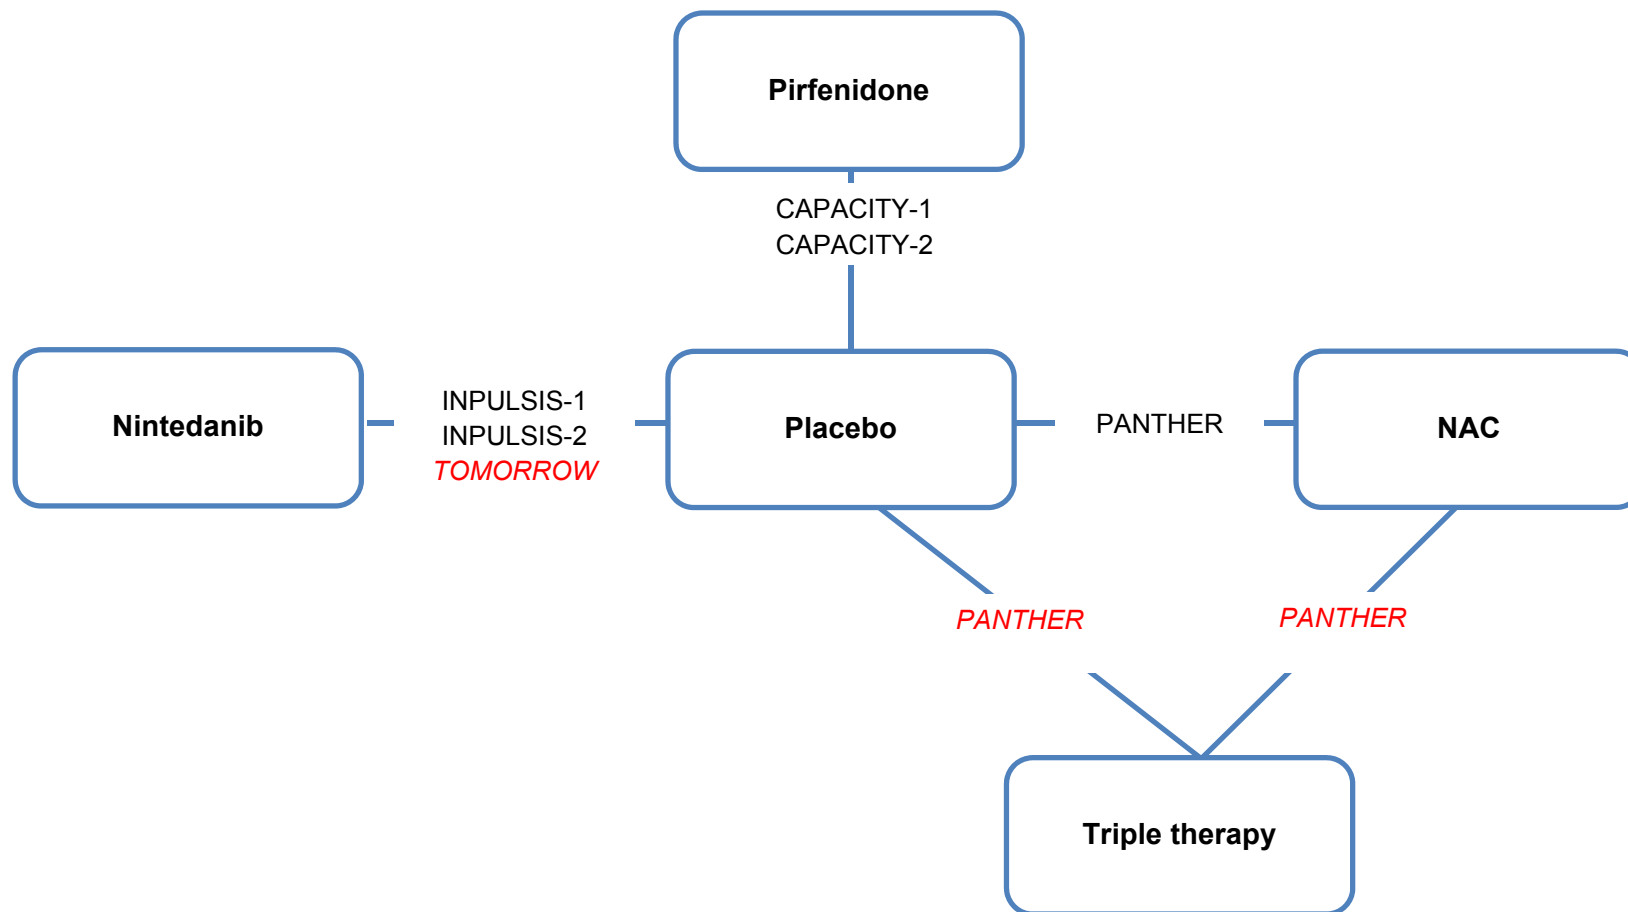 Pirfenidone
CAPACITY-1
CAPACITY-2
Nintedanib
INPULSIS-1
INPULSIS-2
TOMORROW
Placebo
PANTHER
NAC
PANTHER
PANTHER
Triple therapy